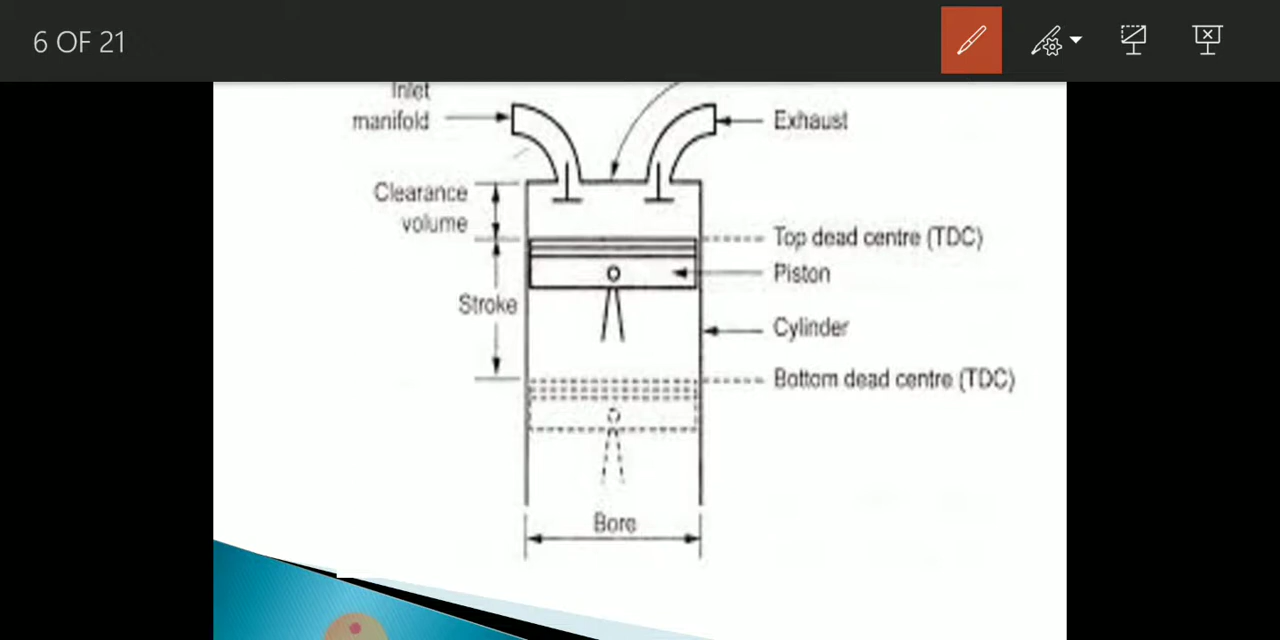 6 OF 21
Inlet
manifold
Exhaust
Clearance
volume
Top dead centre (TDC)
Piston
Stroke
Cylinder
Bottom dead centre (TDC)
Bore